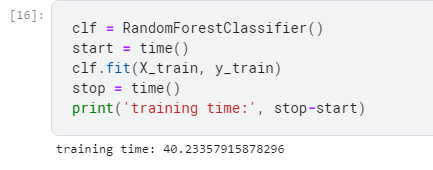 [16]:
clf = RandomForestClassifier()
start = time()
clf.fit(X_train, y_train)
stop = time()
print('training time:', stop-start)
training time: 40.23357915878296